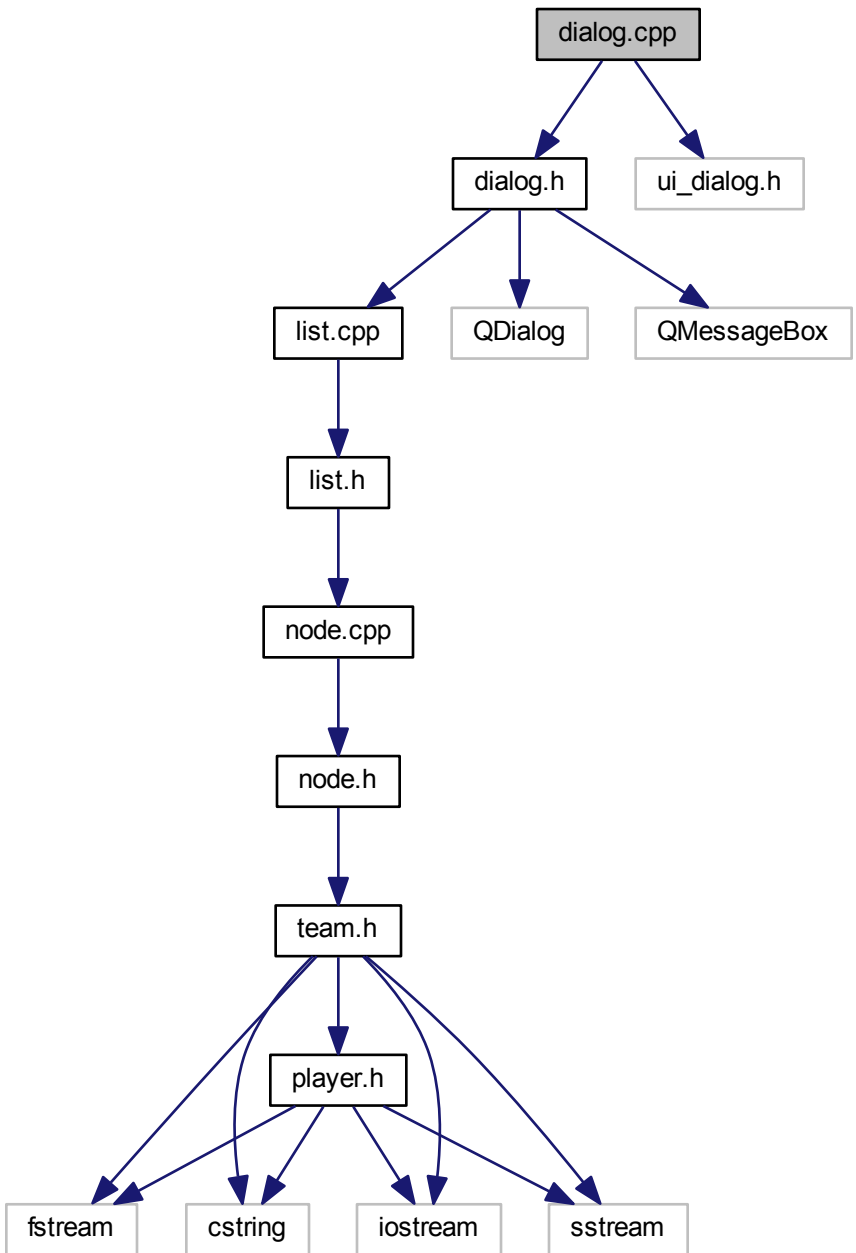 dialog.cpp
dialog.h
ui_dialog.h
list.cpp
QDialog
QMessageBox
list.h
node.cpp
node.h
team.h
player.h
fstream
cstring
iostream
sstream